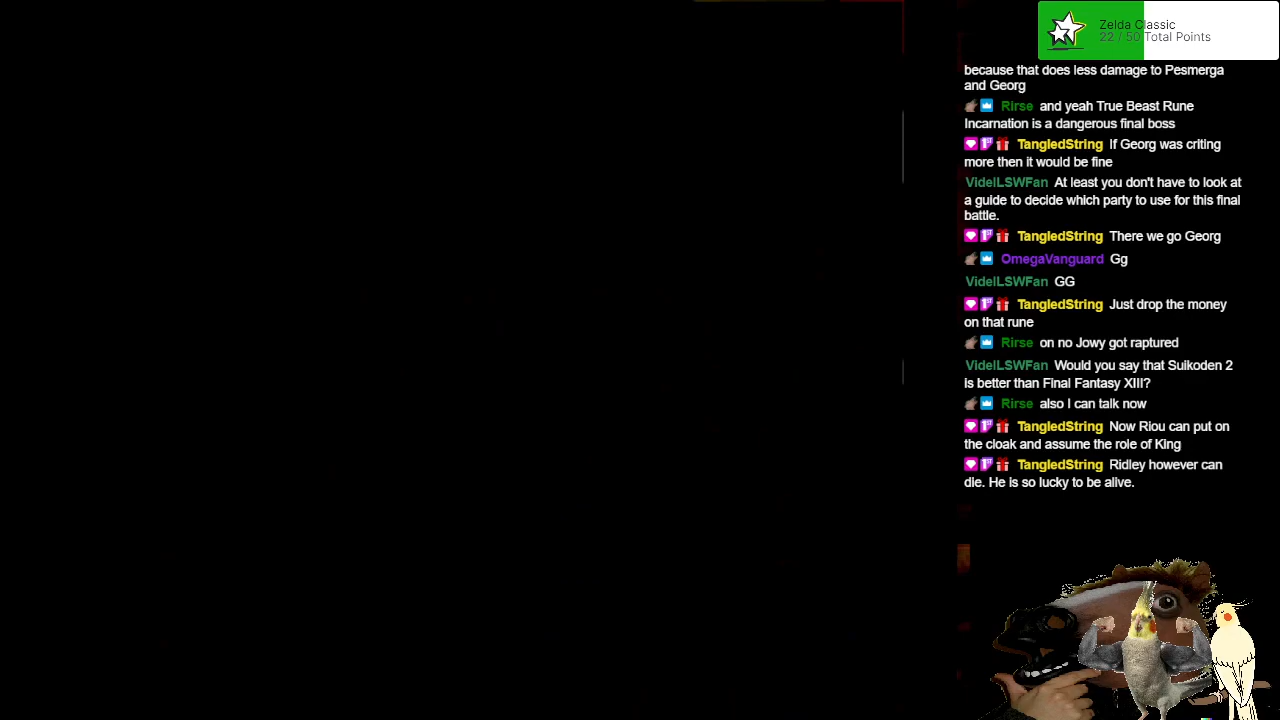 Zelda Classic
22 / 50 Total Points
because that does less damage to Pesmerga
and Georg
Rirse and yeah True Beast Rune
Incarnation is a dangerous final boss
TangledString If Georg was criting
more then it would be fine
VidelLSWFan At least you don't have to look at
a guide to decide which party to use for this final
battle.
TangledString There we go Georg
OmegaVanguard Gg
VidelLSWFan GG
TangledString Just drop the money
on that rune
Rirse on no Jowy got raptured
VidelLSWFan Would you say that Suikoden 2
is better than Final Fantasy XIII?
Rirse also I can talk now
TangledString Now Riou can put on
the cloak and assume the role of King
TangledString Ridley however can
die. He is so lucky to be alive.